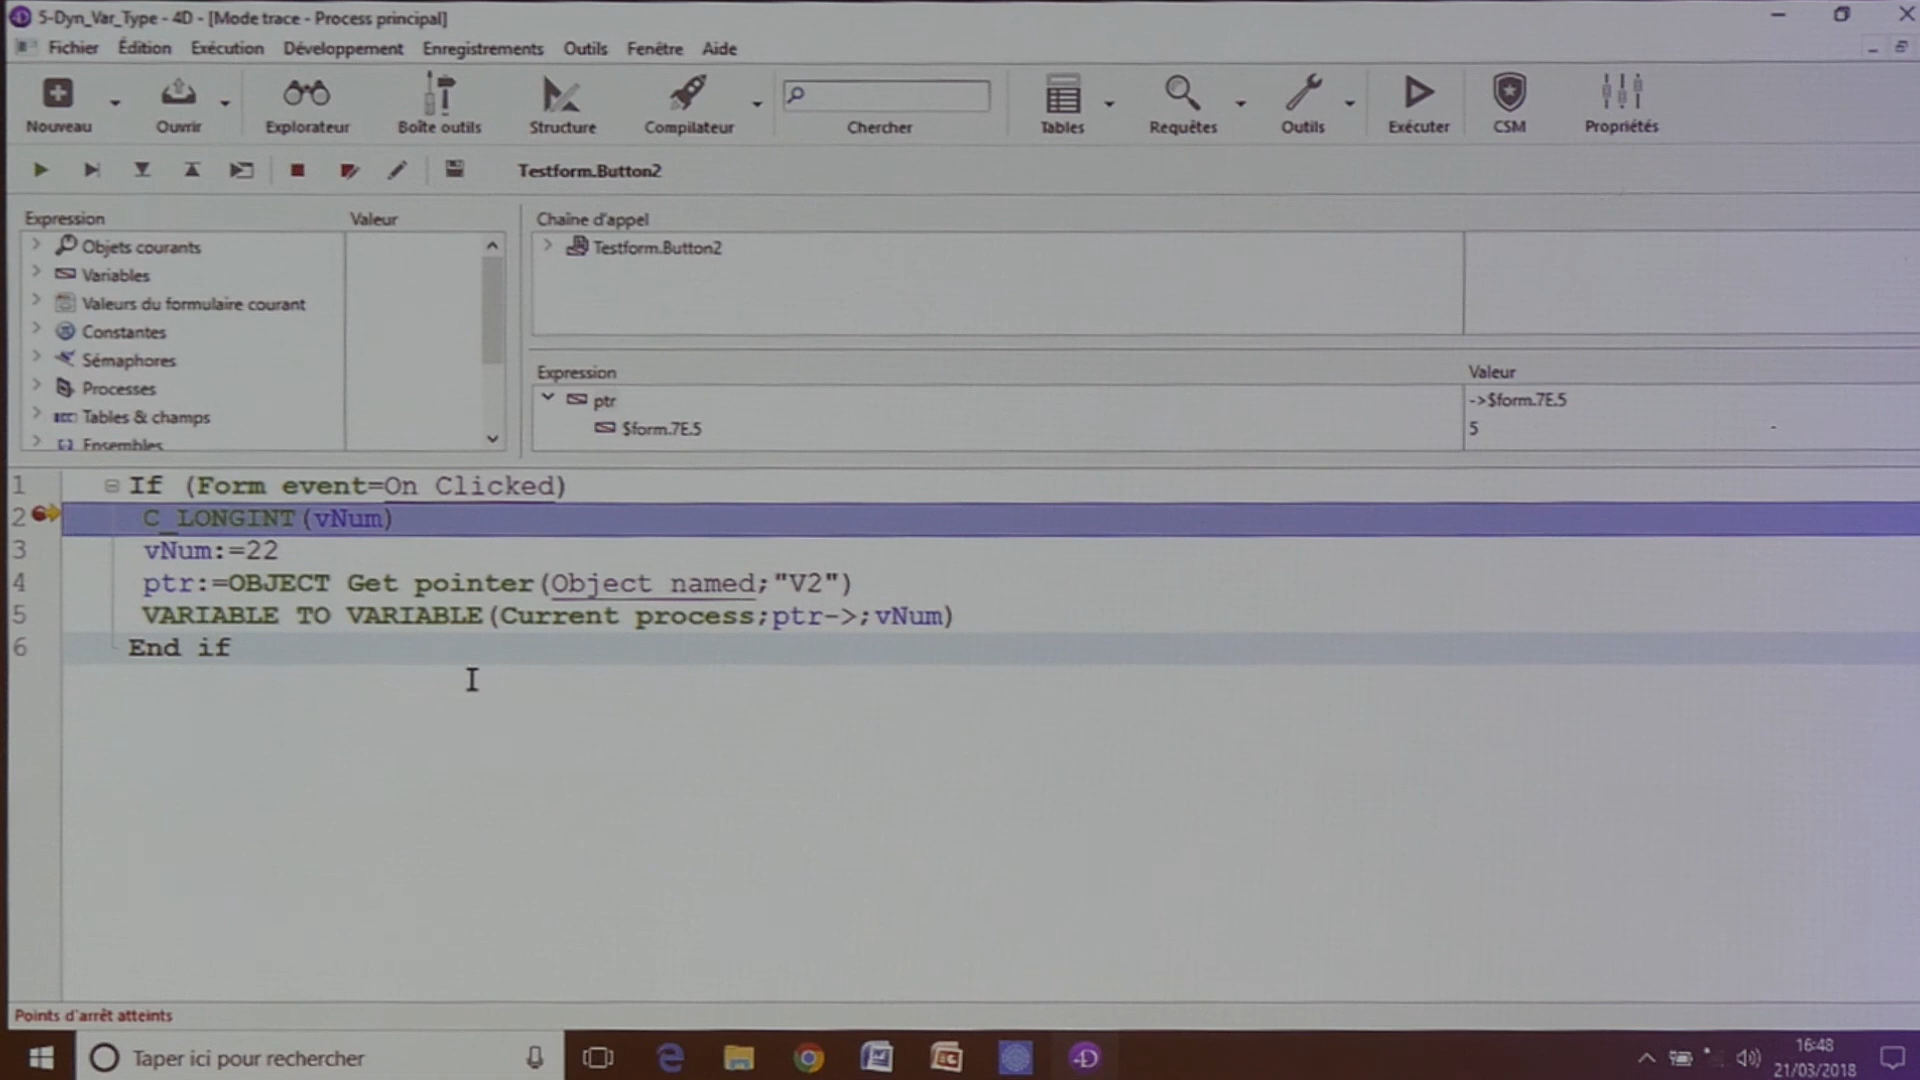 5-Dyn_Var_Type - 4D - [Mode trace - Process principal]
Fichier Édition Exécution Développement Enregistrements Outils Fenêtre Aide
Nouveau Ouvrir Explorateur Boîte outils Structure Compilateur Chercher Tables Requêtes Outils Exécuter CSM Propriétés
Testform.Button2
Expression Valeur
Objets courants
Variables
Valeurs du formulaire courant
Constantes
Sémaphores
Processes
Tables & champs
Ensembles
Chaîne d'appel
Testform.Button2
Expression Valeur
ptr ->$form.7E.5
$form.7E.5 5
1 If (Form event=On Clicked)
2 C_LONGINT(vNum)
3 vNum:=22
4 ptr:=OBJECT Get pointer(Object named;"V2")
5 VARIABLE TO VARIABLE(Current process;ptr->;vNum)
6 End if
Points d'arrêt atteints
Taper ici pour rechercher
16:48
21/03/2018